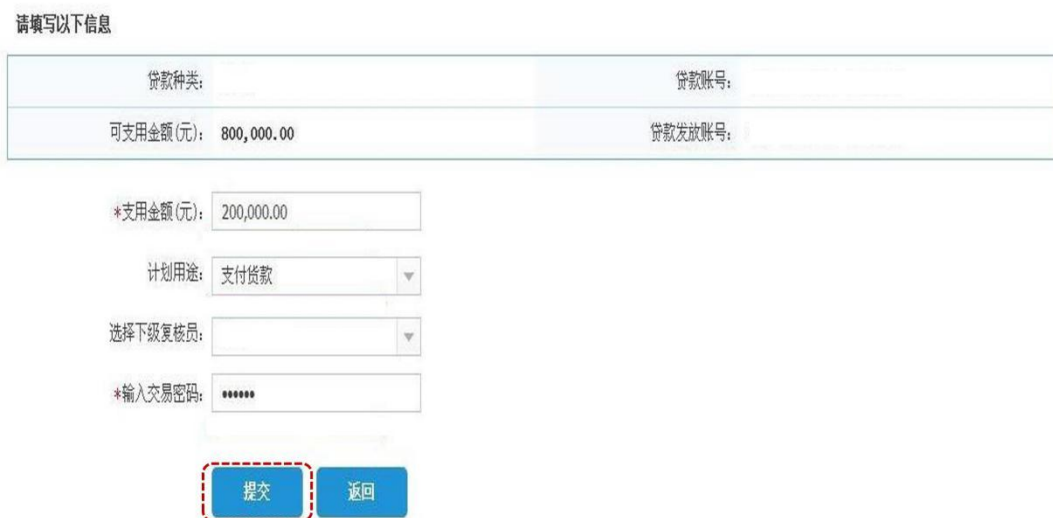 请填写以下信息
贷款种类： 贷款账号：
可支用金额(元)： 800,000.00 贷款发放账号：
*支用金额(元)： 200,000.00
计划用途： 支付货款
选择下级复核员：
*输入交易密码： ••••••
提交 返回